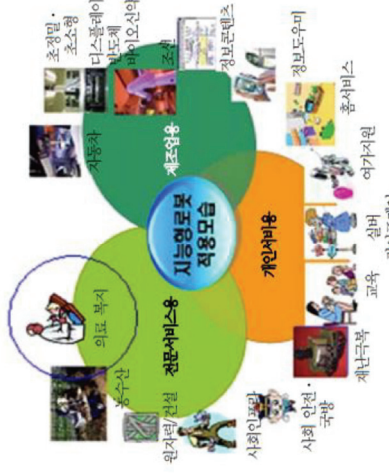 지능형로봇
적용모습
제조업용
자동차
초정밀·
초소형
디스플레이
반도체
바이오신약
조선
개인서비용
정보콘텐츠
정보도우미
홈서비스
여가지원
실버
교육
전문서비스용
의료 복지
농수산
원자력/건설
사회인프라
사회 안전·
국방
재난극복